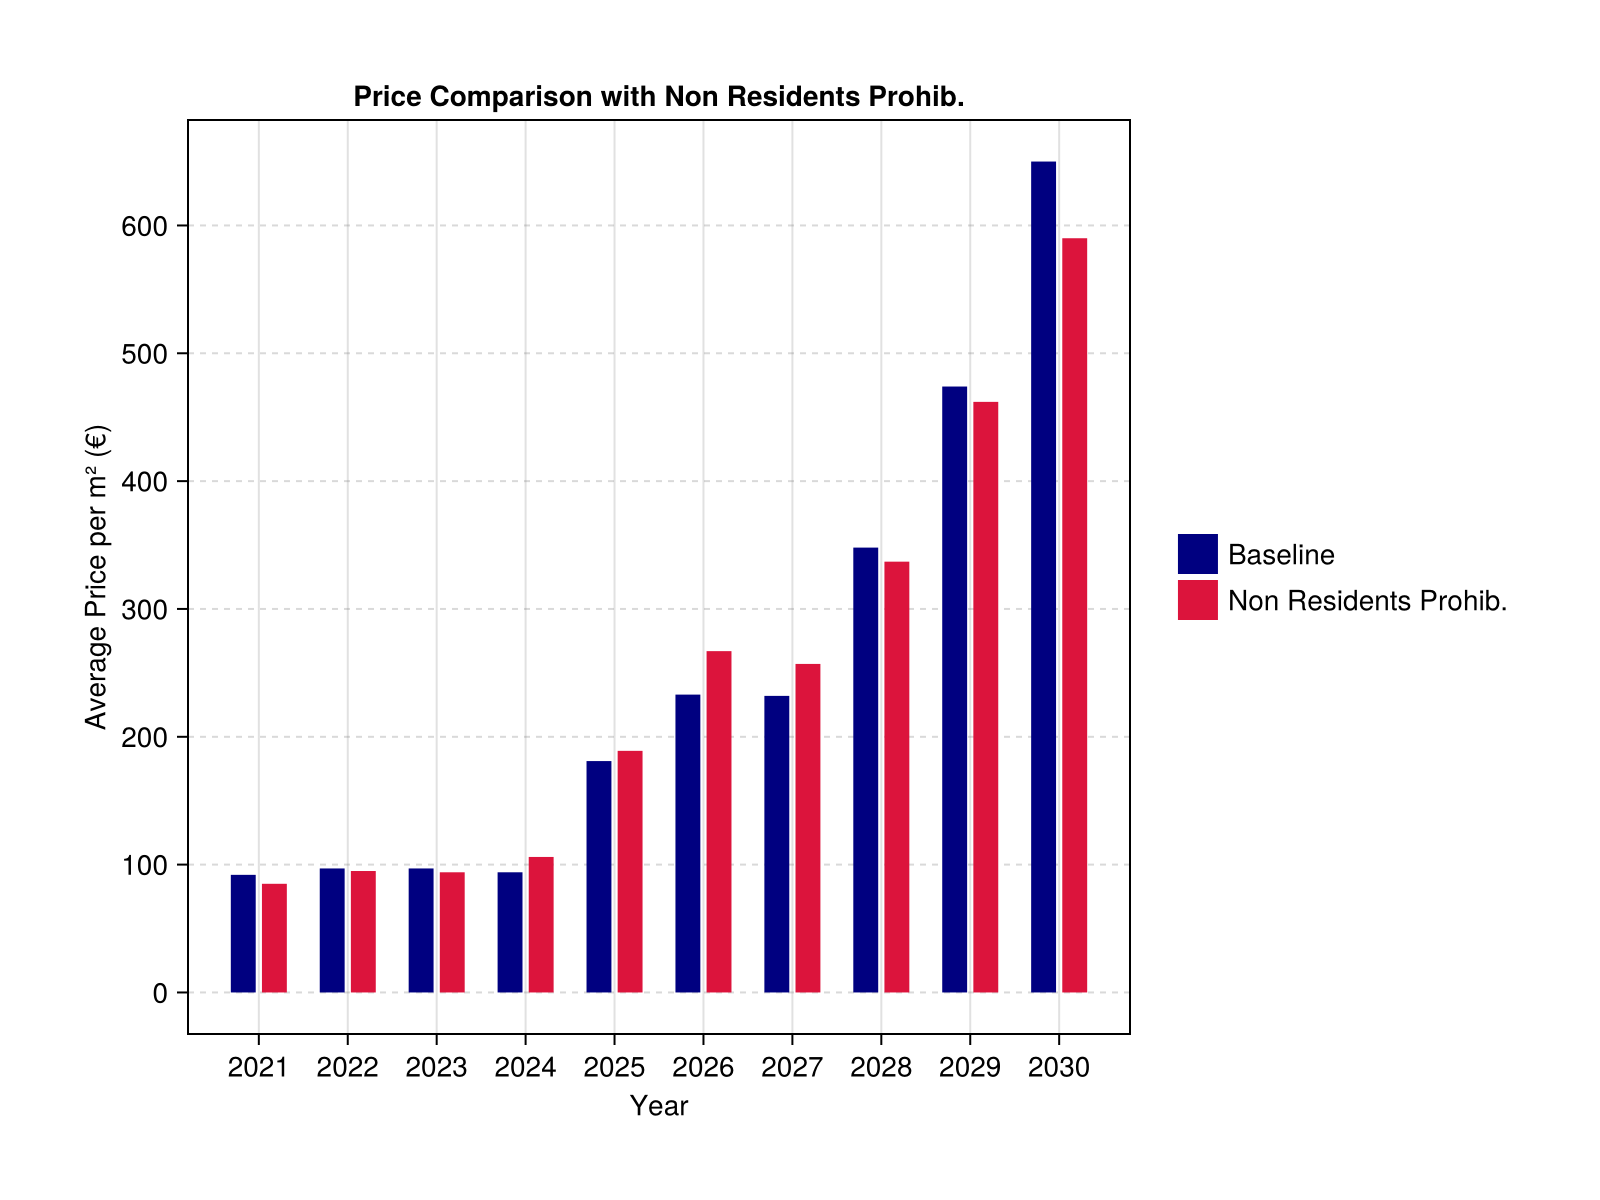 Price Comparison with Non Residents Prohib.
Average Price per m² (€)
600
500
400
300
200
100
0
2021 2022 2023 2024 2025 2026 2027 2028 2029 2030
Year
Baseline
Non Residents Prohib.